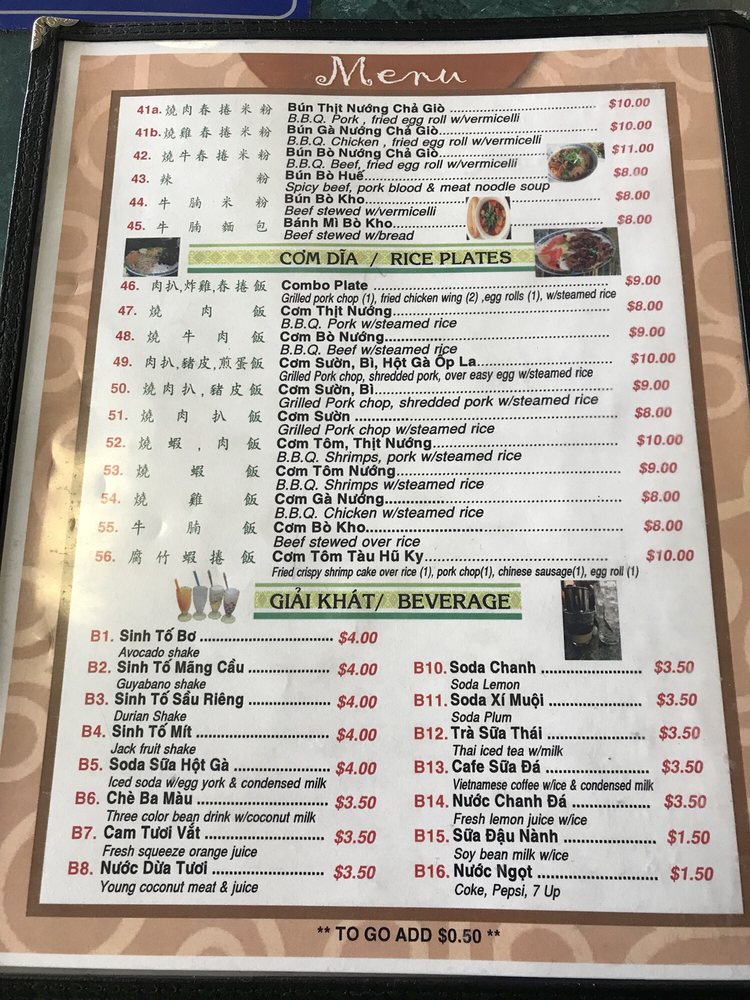 Menu
41a. 燒肉春捲米粉 Bún Thịt Nướng Chả Giò $10.00
B.B.Q. Pork , fried egg roll w/vermicelli
41b. 燒雞春捲米粉 Bún Gà Nướng Chả Giò $10.00
B.B.Q. Chicken , fried egg roll w/vermicelli
42. 燒牛春捲米粉 Bún Bò Nướng Chả Giò $11.00
B.B.Q. Beef, fried egg roll w/vermicelli
43. 辣粉 Bún Bò Huế $8.00
Spicy beef, pork blood & meat noodle soup
44. 牛腩米粉 Bún Bò Kho $8.00
Beef stewed w/vermicelli
45. 牛腩麵包 Bánh Mì Bò Kho $8.00
Beef stewed w/bread
CƠM DĨA / RICE PLATES
46. 肉扒,炸雞,春捲飯 Combo Plate $9.00
Grilled pork chop (1), fried chicken wing (2) ,egg rolls (1), w/steamed rice
47. 燒肉飯 Cơm Thịt Nướng $8.00
B.B.Q. Pork w/steamed rice
48. 燒牛肉飯 Cơm Bò Nướng $9.00
B.B.Q. Beef w/steamed rice
49. 肉扒,豬皮,煎蛋飯 Cơm Sườn, Bì, Hột Gà Ốp La $10.00
Grilled Pork chop, shredded pork, over easy egg w/steamed rice
50. 燒肉扒,豬皮飯 Cơm Sườn, Bì $9.00
Grilled Pork chop, shredded pork w/steamed rice
51. 燒肉扒飯 Cơm Sườn $8.00
Grilled Pork chop w/steamed rice
52. 燒蝦,肉飯 Cơm Tôm, Thịt Nướng $10.00
B.B.Q. Shrimps, pork w/steamed rice
53. 燒蝦飯 Cơm Tôm Nướng $9.00
B.B.Q. Shrimps w/steamed rice
54. 燒雞飯 Cơm Gà Nướng $8.00
B.B.Q. Chicken w/steamed rice
55. 牛腩飯 Cơm Bò Kho $8.00
Beef stewed over rice
56. 腐竹蝦捲飯 Cơm Tôm Tàu Hũ Ky $10.00
Fried crispy shrimp cake over rice (1), pork chop(1), chinese sausage(1), egg roll (1)
GIẢI KHÁT/ BEVERAGE
B1. Sinh Tố Bơ $4.00
Avocado shake
B2. Sinh Tố Mãng Cầu $4.00
Guyabano shake
B3. Sinh Tố Sầu Riêng $4.00
Durian Shake
B4. Sinh Tố Mít $4.00
Jack fruit shake
B5. Soda Sữa Hột Gà $4.00
Iced soda w/egg york & condensed milk
B6. Chè Ba Màu $3.50
Three color bean drink w/coconut milk
B7. Cam Tươi Vắt $3.50
Fresh squeeze orange juice
B8. Nước Dừa Tươi $3.50
Young coconut meat & juice
B10. Soda Chanh $3.50
Soda Lemon
B11. Soda Xí Muội $3.50
Soda Plum
B12. Trà Sữa Thái $3.50
Thai iced tea w/milk
B13. Cafe Sữa Đá $3.50
Vietnamese coffee w/ice & condensed milk
B14. Nước Chanh Đá $3.50
Fresh lemon juice w/ice
B15. Sữa Đậu Nành $1.50
Soy bean milk w/ice
B16. Nước Ngọt $1.50
Coke, Pepsi, 7 Up
** TO GO ADD $0.50 **